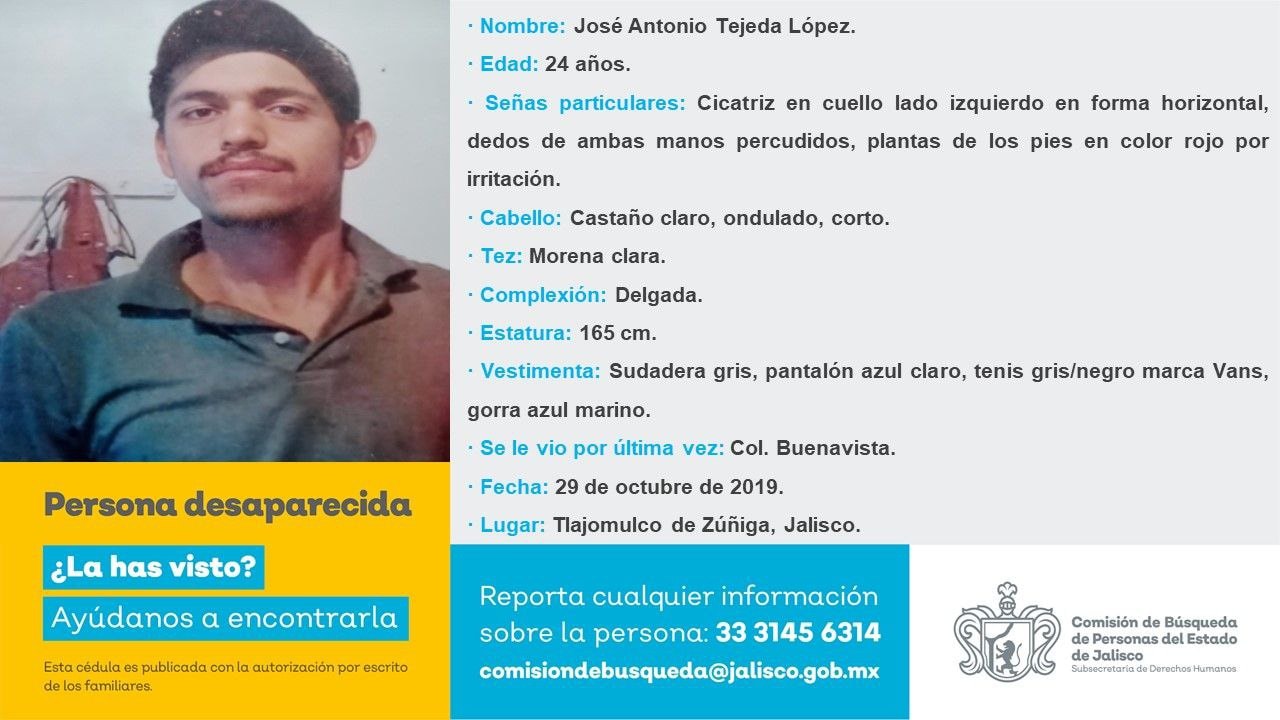 · Nombre: José Antonio Tejeda López.
· Edad: 24 años.
· Señas particulares: Cicatriz en cuello lado izquierdo en forma horizontal,
dedos de ambas manos percudidos, plantas de los pies en color rojo por
irritación.
· Cabello: Castaño claro, ondulado, corto.
· Tez: Morena clara.
· Complexión: Delgada.
· Estatura: 165 cm.
· Vestimenta: Sudadera gris, pantalón azul claro, tenis gris/negro marca Vans,
gorra azul marino.
· Se le vio por última vez: Col. Buenavista.
· Fecha: 29 de octubre de 2019.
· Lugar: Tlajomulco de Zúñiga, Jalisco.
Persona desaparecida
¿La has visto?
Ayúdanos a encontrarla
Esta cédula es publicada con la autorización por escrito
de los familiares.
Reporta cualquier información
sobre la persona: 33 3145 6314
comisiondebusqueda@jalisco.gob.mx
Comisión de Búsqueda
de Personas del Estado
de Jalisco
Subsecretaría de Derechos Humanos